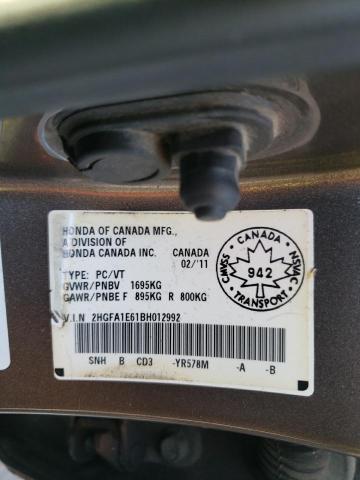 HONDA OF CANADA MFG.,
A DIVISION OF
HONDA CANADA INC. CANADA
02/'11
TYPE: PC/VT
GVWR/PNBV 1695KG
GAWR/PNBE F 895KG R 800KG
V.I.N 2HGFA1E61BH012992
SNH B CD3 -YR578M -A -B
CANADA
CMVSS 942 NSVAC
TRANSPORT